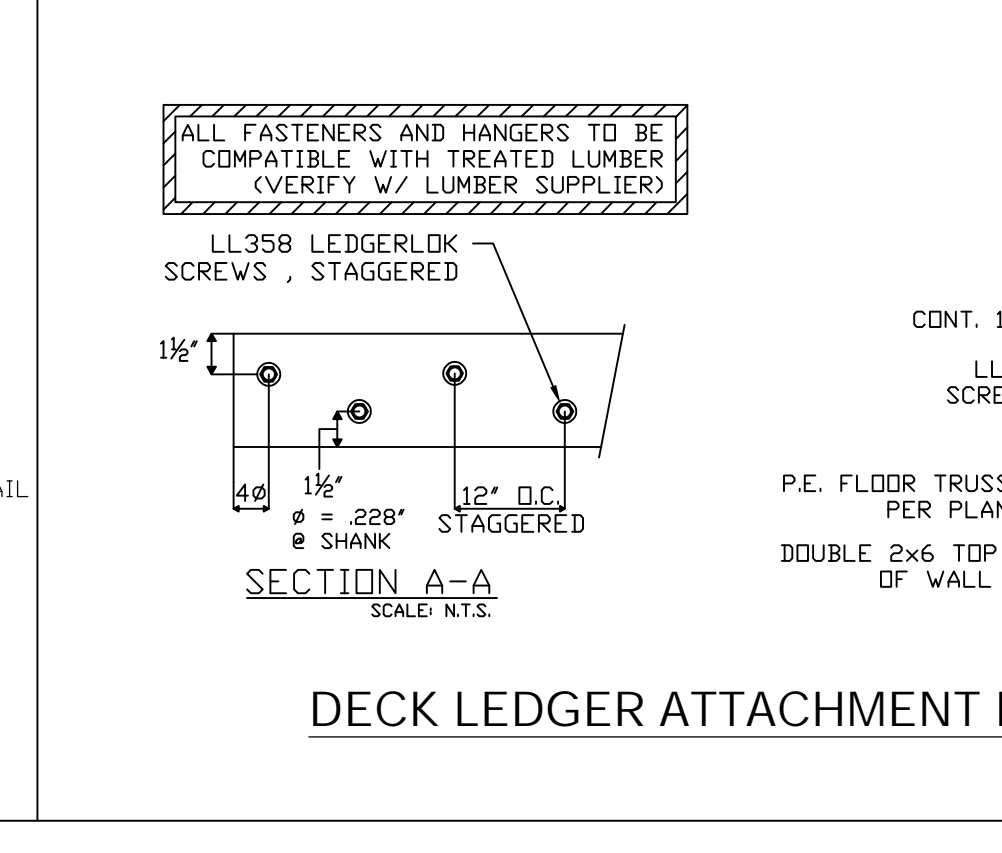 ALL FASTENERS AND HANGERS TO BE
COMPATIBLE WITH TREATED LUMBER
(VERIFY W/ LUMBER SUPPLIER)
LL358 LEDGERLOK
SCREWS , STAGGERED
1½"
4ø
1½"
ø = .228"
@ SHANK
12" O.C.
STAGGERED
SECTION A-A
SCALE: N.T.S.
AIL
CONT. 1
LL
SCRE
P.E. FLOOR TRUSS
PER PLAN
DOUBLE 2x6 TOP
OF WALL
DECK LEDGER ATTACHMENT